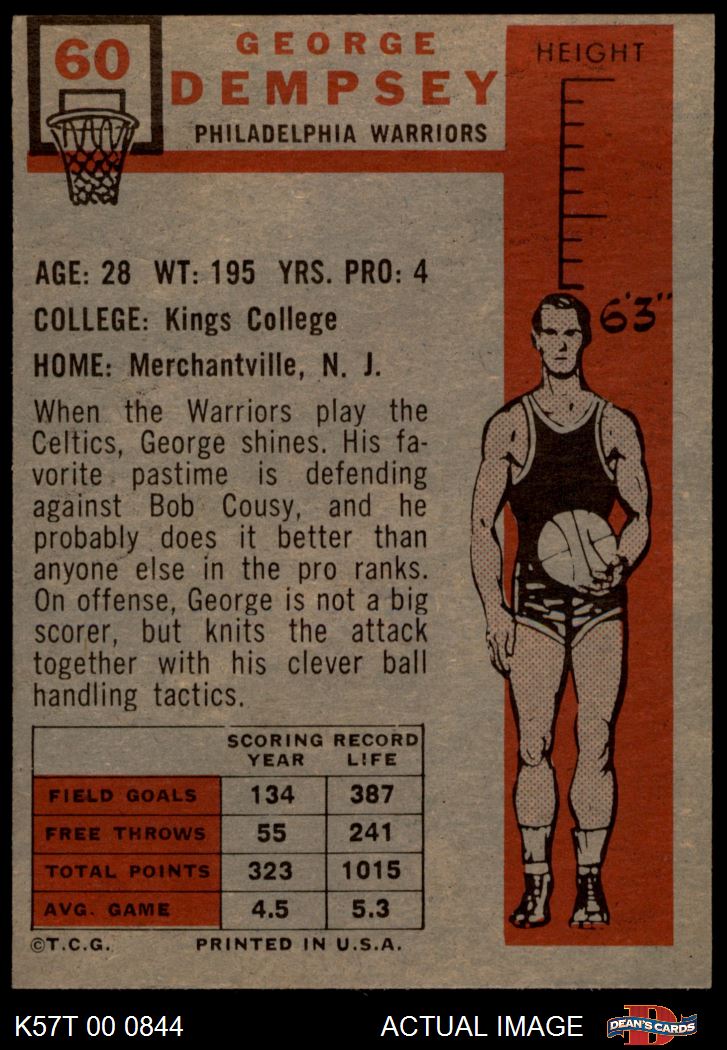 60
GEORGE
DEMPSEY
PHILADELPHIA WARRIORS
HEIGHT
6'3"
AGE: 28 WT: 195 YRS. PRO: 4
COLLEGE: Kings College
HOME: Merchantville, N. J.
When the Warriors play the
Celtics, George shines. His fa-
vorite pastime is defending
against Bob Cousy, and he
probably does it better than
anyone else in the pro ranks.
On offense, George is not a big
scorer, but knits the attack
together with his clever ball
handling tactics.
SCORING RECORD
YEAR LIFE
FIELD GOALS 134 387
FREE THROWS 55 241
TOTAL POINTS 323 1015
AVG. GAME 4.5 5.3
©T.C.G. PRINTED IN U.S.A.
K57T 00 0844 ACTUAL IMAGE DEAN'S CARDS